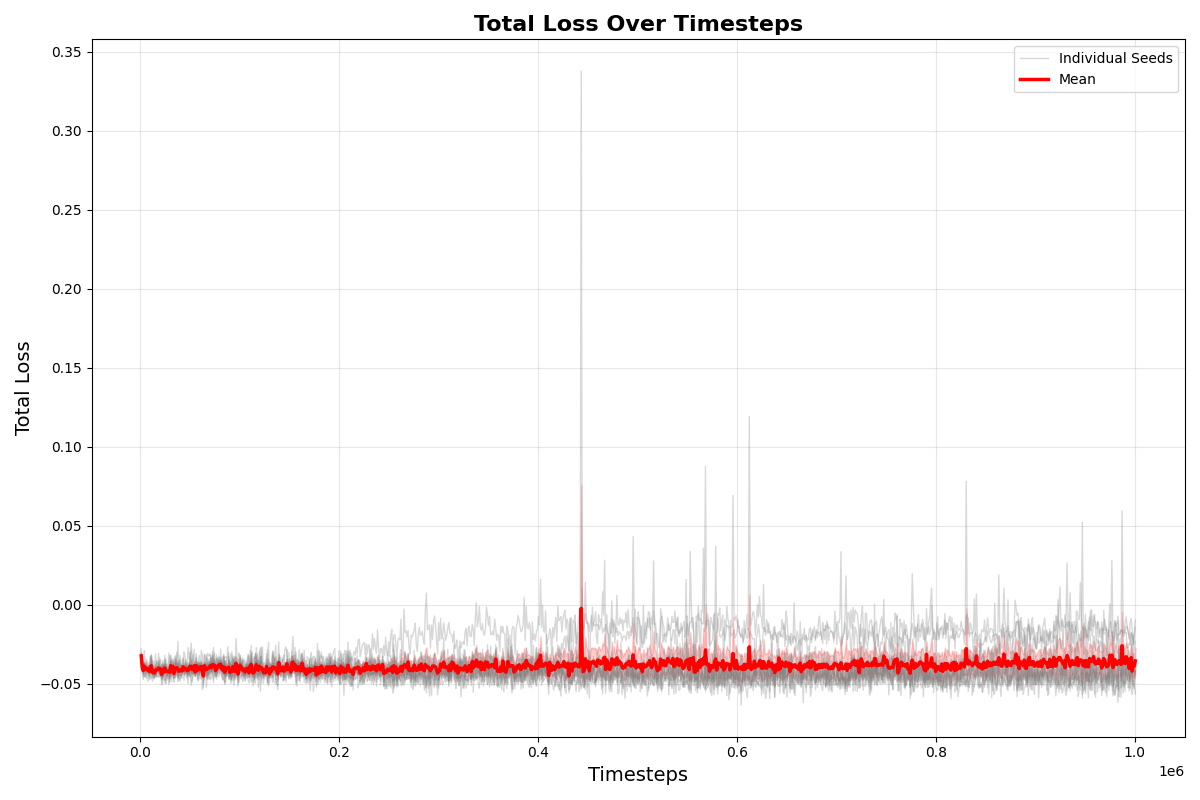 Total Loss Over Timesteps
Individual Seeds
Mean
Total Loss
0.35
0.30
0.25
0.20
0.15
0.10
0.05
0.00
−0.05
0.0 0.2 0.4 0.6 0.8 1.0
1e6
Timesteps